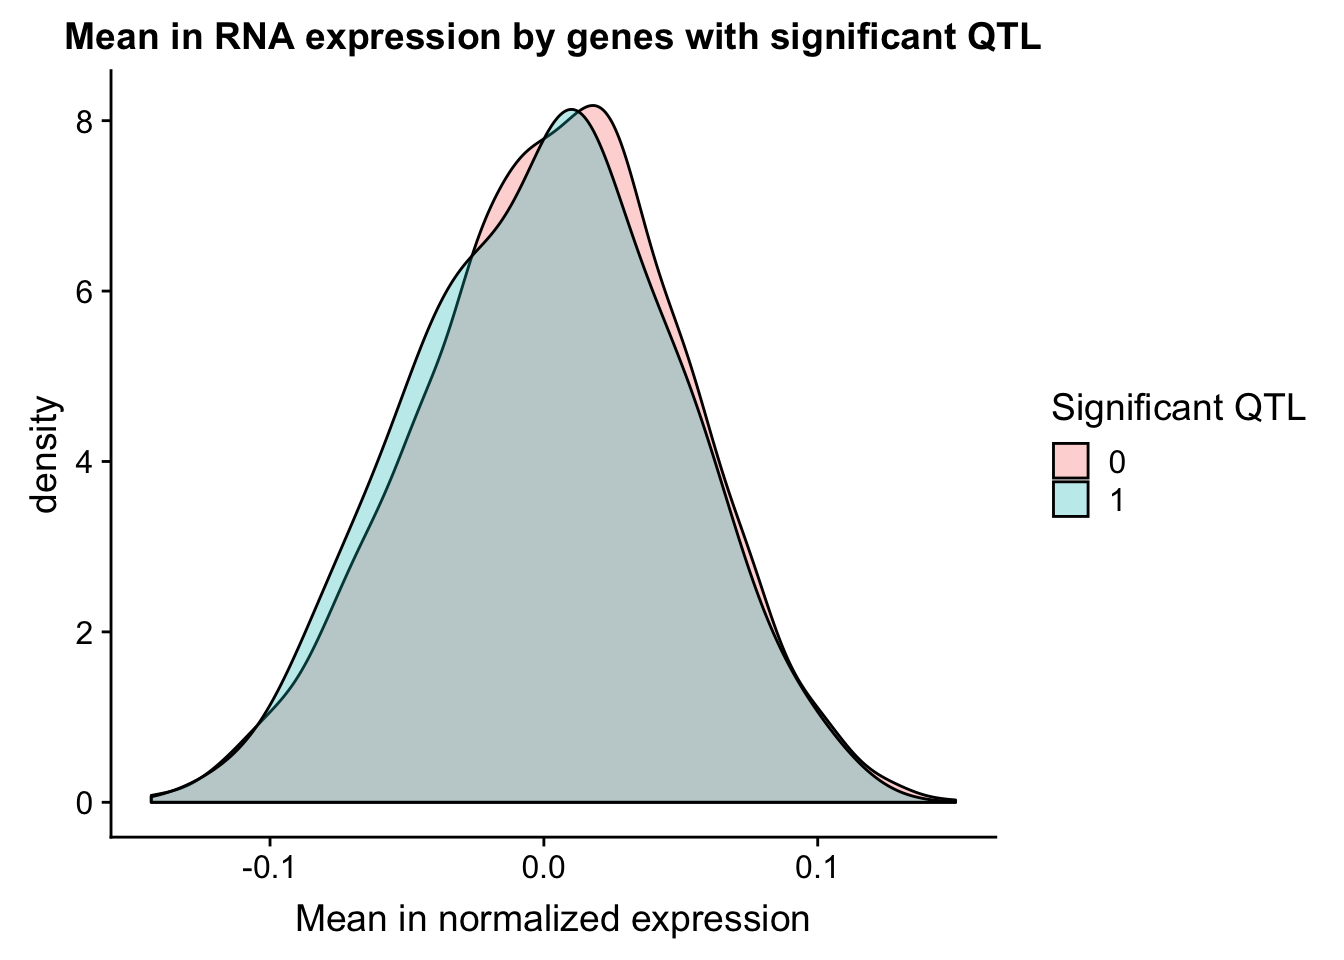 Mean in RNA expression by genes with significant QTL
8
6
4
2
0
density
-0.1
0.0
0.1
Mean in normalized expression
Significant QTL
0
1